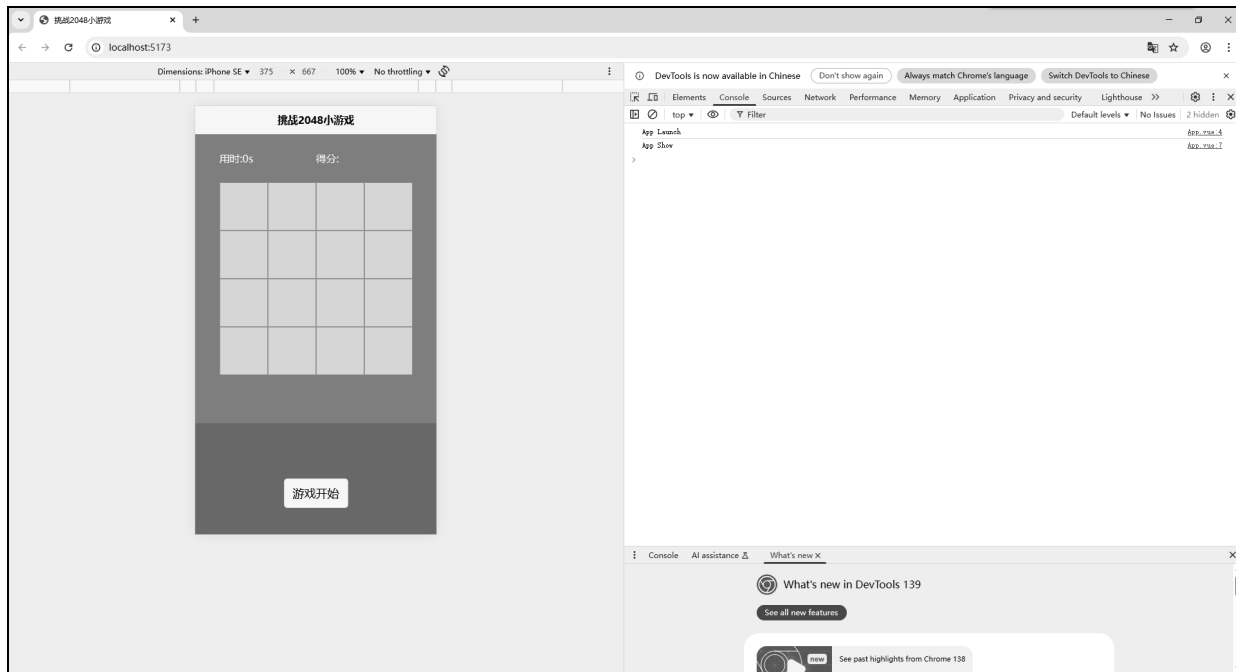 挑战2048小游戏
localhost:5173
Dimensions: iPhone SE 375 × 667 100% No throttling
挑战2048小游戏
用时:0s 得分:
游戏开始
DevTools is now available in Chinese Don't show again Always match Chrome's language Switch DevTools to Chinese
Elements Console Sources Network Performance Memory Application Privacy and security Lighthouse
top Filter Default levels No Issues 2 hidden
App Launch App.vue:4
App Show App.vue:7
Console AI assistance What's new
What's new in DevTools 139
See all new features
new See past highlights from Chrome 138